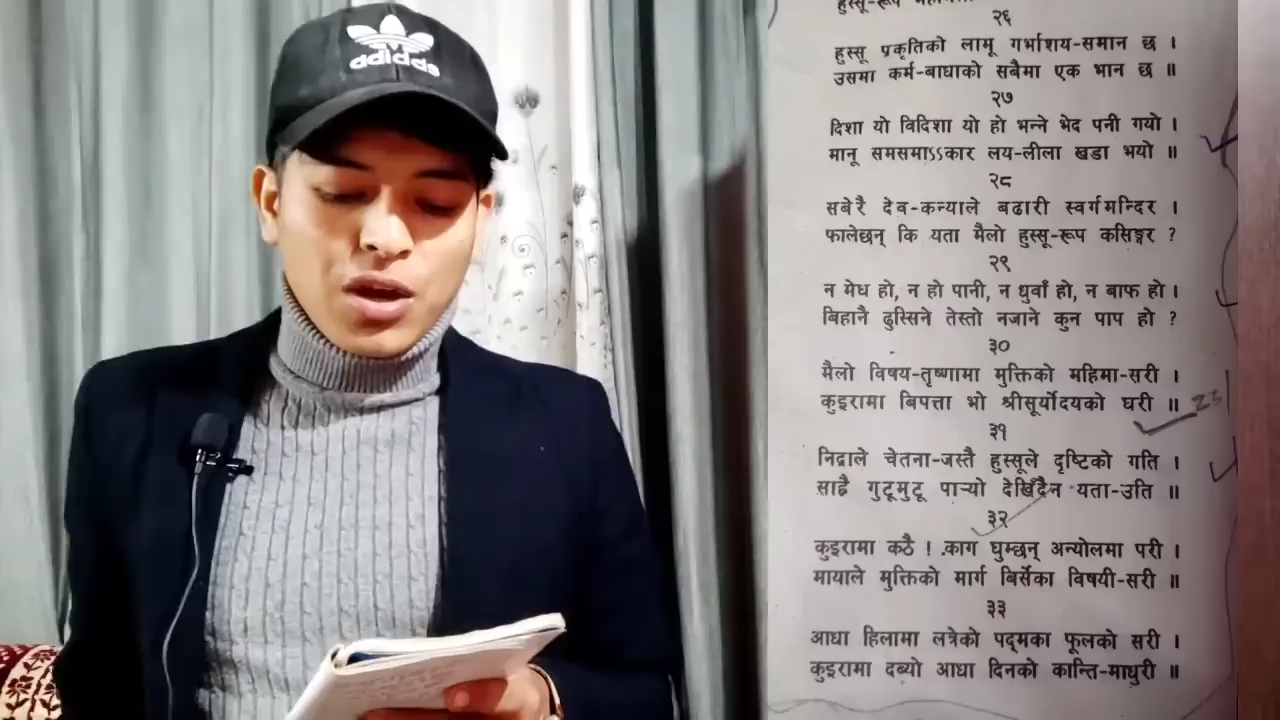 adidas
हुस्सू-रूप
२६
हुस्सू प्रकृतिको लामू गर्भाशय-समान छ ।
उसमा कर्म-बाधाको सबैमा एक भान छ ॥
२७
दिशा यो विदिशा यो हो भन्ने भेद पनी गयो ।
मानू समसमाऽऽकार लय-लीला खडा भयो ॥
२८
सबेरै देव-कन्याले बढारी स्वर्गमन्दिर ।
फालेछन् कि यता मैलो हुस्सू-रूप कसिङ्गर ?
२९
न मेध हो, न हो पानी, न धुवाँ हो, न बाफ हो ।
बिहानै ढुस्सिने तेस्तो नजाने कुन पाप हो ?
३०
मैलो विषय-तृष्णामा मुक्तिको महिमा-सरी ।
कुइरामा बिपत्ता भो श्रीसूर्योदयको घरी ॥
३१
निद्राले चेतना-जस्तै हुस्सूले दृष्टिको गति ।
साह्रै गुटूमुटू पाऱ्यो देखिँदैन यता-उति ॥
३२
कुइरामा कठै ! काग घुम्छन् अन्योलमा परी ।
मायाले मुक्तिको मार्ग बिर्सेका विषयी-सरी ॥
३३
आधा हिलामा लत्रेको पद्मका फूलको सरी ।
कुइरामा दब्यो आधा दिनको कान्ति-माधुरी ॥